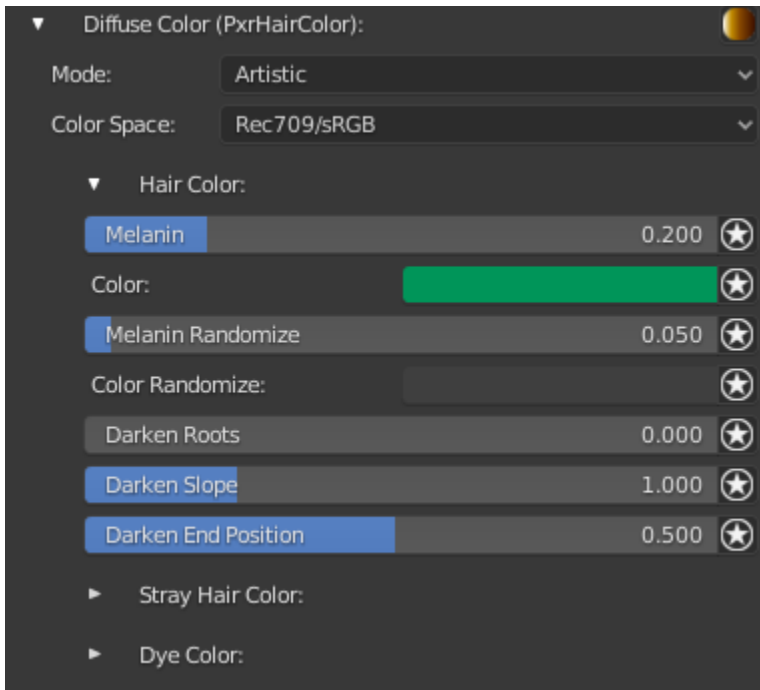 Diffuse Color (PxrHairColor):
Mode: Artistic
Color Space: Rec709/sRGB
Hair Color:
Melanin 0.200
Color:
Melanin Randomize 0.050
Color Randomize:
Darken Roots 0.000
Darken Slope 1.000
Darken End Position 0.500
Stray Hair Color:
Dye Color: